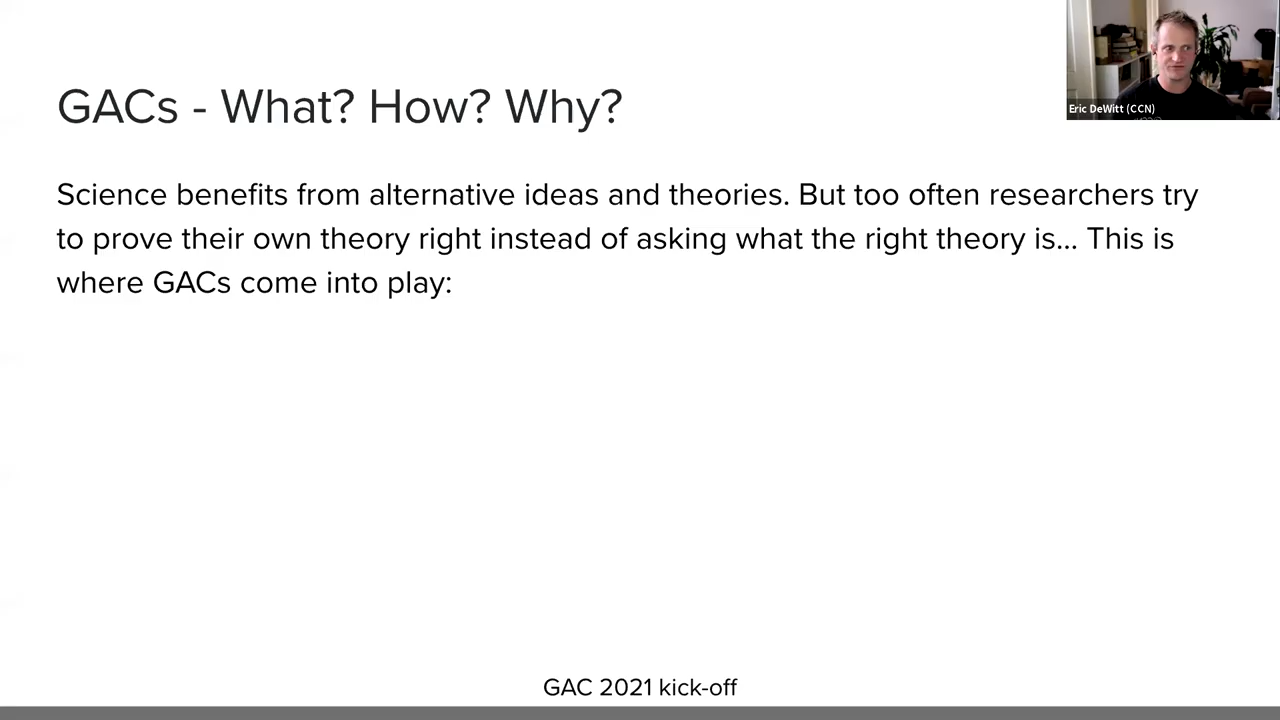 GACs - What? How? Why?
Eric DeWitt (CCN)
Science benefits from alternative ideas and theories. But too often researchers try
to prove their own theory right instead of asking what the right theory is... This is
where GACs come into play:
GAC 2021 kick-off